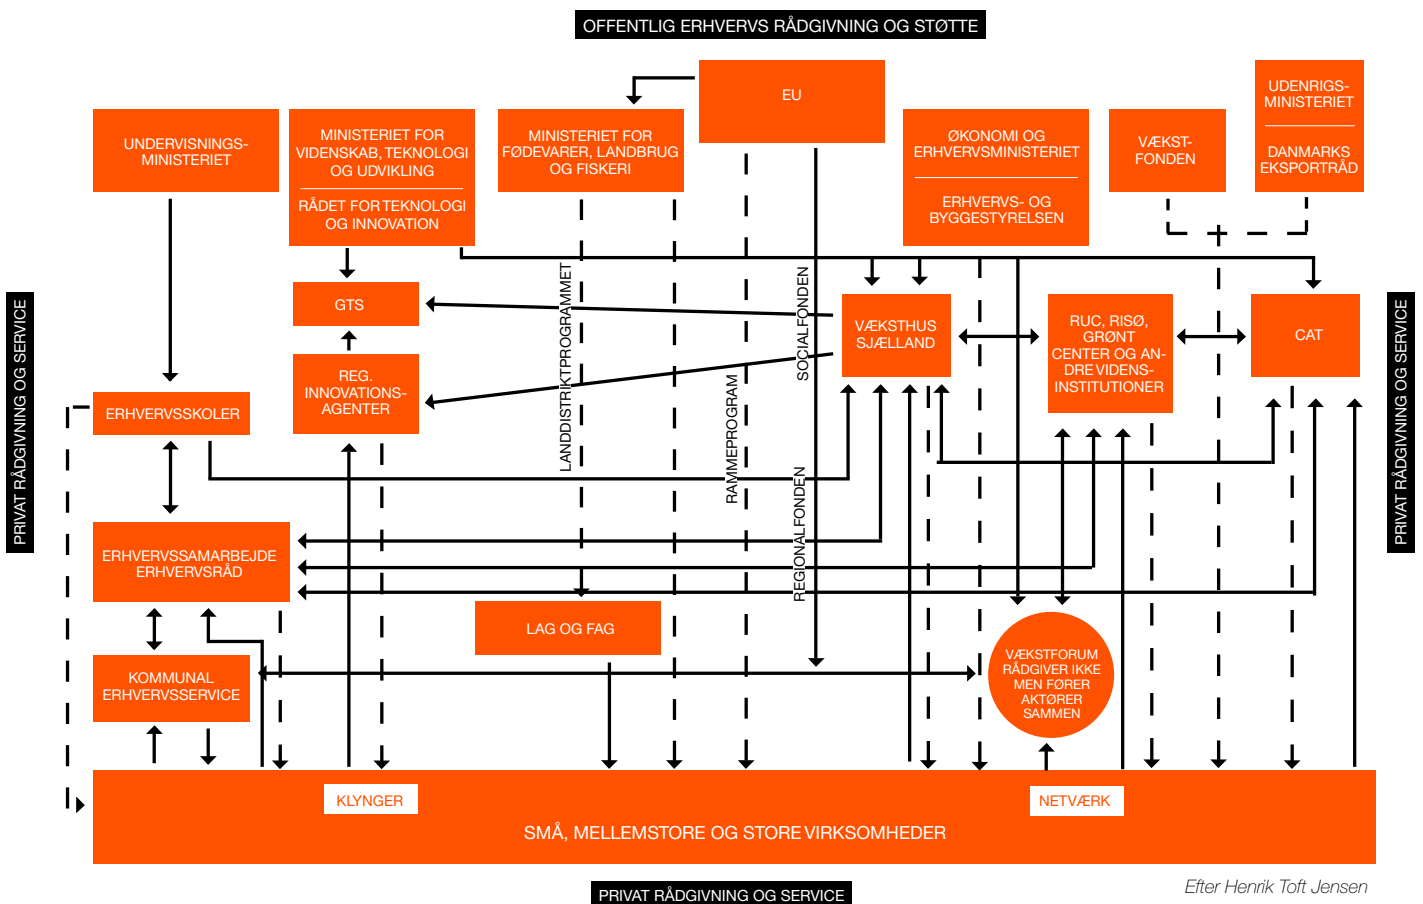 OFFENTLIG ERHVERVS RÅDGIVNING OG STØTTE
EU
UNDERVISNINGS-
MINISTERIET
MINISTERIET FOR
VIDENSKAB, TEKNOLOGI
OG UDVIKLING
RÅDET FOR TEKNOLOGI
OG INNOVATION
MINISTERIET FOR
FØDEVARER, LANDBRUG
OG FISKERI
ØKONOMI OG
ERHVERVSMINISTERIET
ERHVERVS- OG
BYGGESTYRELSEN
VÆKST-
FONDEN
UDENRIGS-
MINISTERIET
DANMARKS
EKSPORTRÅD
PRIVAT RÅDGIVNING OG SERVICE
GTS
REG.
INNOVATIONS-
AGENTER
LANDDISTRIKTPROGRAMMET
RAMMEPROGRAM
SOCIALFONDEN
REGIONALFONDEN
VÆKSTHUS
SJÆLLAND
RUC, RISØ,
GRØNT
CENTER OG AN-
DRE VIDENS-
INSTITUTIONER
CAT
PRIVAT RÅDGIVNING OG SERVICE
ERHVERVSSKOLER
ERHVERVSSAMARBEJDE
ERHVERVSRÅD
LAG OG FAG
KOMMUNAL
ERHVERVSSERVICE
VÆKSTFORUM
RÅDGIVER IKKE
MEN FØRER
AKTØRER
SAMMEN
KLYNGER
NETVÆRK
SMÅ, MELLEMSTORE OG STORE VIRKSOMHEDER
PRIVAT RÅDGIVNING OG SERVICE
Efter Henrik Toft Jensen